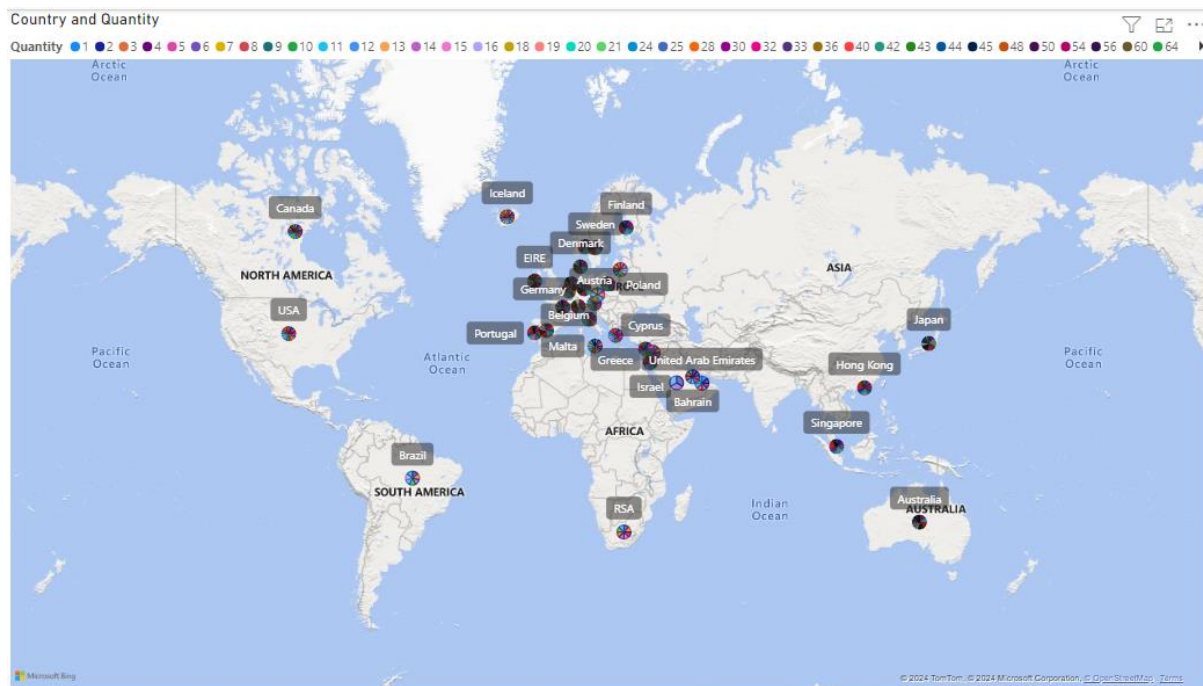 Country and Quantity
Quantity 1 2 3 4 5 6 7 8 9 10 11 12 13 14 15 16 18 19 20 21 24 25 28 30 32 33 36 40 42 43 44 45 48 50 54 56 60 64
Arctic
Ocean
Arctic
Ocean
Iceland
Finland
Canada
Sweden
Denmark
EIRE
NORTH AMERICA
ASIA
Austria
Germany
Poland
USA
Belgium
Japan
Portugal
Cyprus
Malta
Pacific
Ocean
Atlantic
Ocean
Greece
United Arab Emirates
Pacific
Ocean
Hong Kong
Israel
Bahrain
Singapore
AFRICA
Brazil
SOUTH AMERICA
Australia
AUSTRALIA
RSA
Indian
Ocean
Microsoft Bing
© 2024 TomTom, © 2024 Microsoft Corporation, © OpenStreetMap Terms